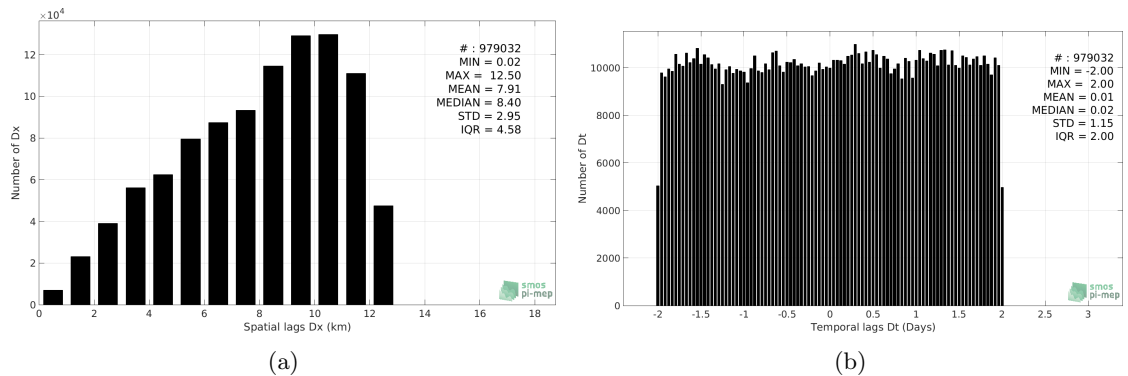 ×10⁴
12
10
8
6
4
2
0
Number of Dx
# : 979032
MIN = 0.02
MAX = 12.50
MEAN = 7.91
MEDIAN = 8.40
STD = 2.95
IQR = 4.58
smos
pi-mep
0 2 4 6 8 10 12 14 16 18
Spatial lags Dx (km)
(a)
10000
8000
6000
4000
2000
0
Number of Dt
# : 979032
MIN = -2.00
MAX = 2.00
MEAN = 0.01
MEDIAN = 0.02
STD = 1.15
IQR = 2.00
smos
pi-mep
-2 -1.5 -1 -0.5 0 0.5 1 1.5 2 2.5 3
Temporal lags Dt (Days)
(b)